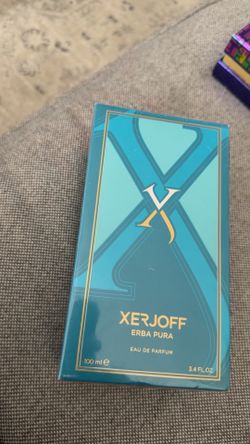 X
XERJOFF
ERBA PURA
EAU DE PARFUM
100 ml ℮ 3.4 FL.OZ